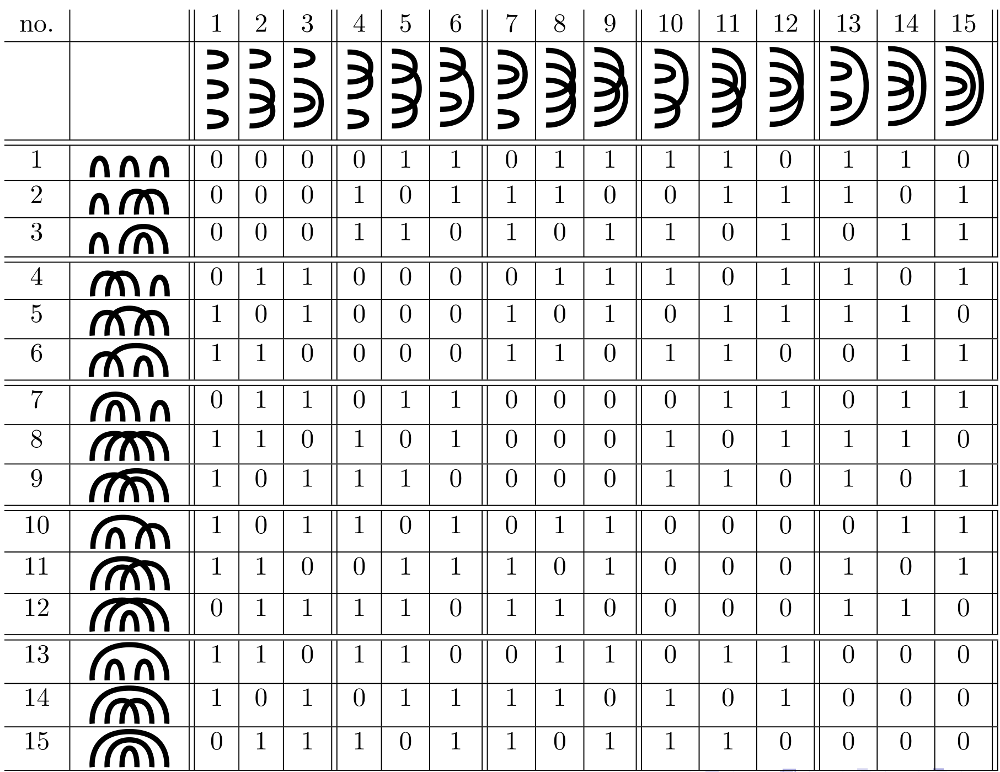 no. 1 2 3 4 5 6 7 8 9 10 11 12 13 14 15
1 0 0 0 0 1 1 0 1 1 1 1 0 1 1 0
2 0 0 0 1 0 1 1 1 0 0 1 1 1 0 1
3 0 0 0 1 1 0 1 0 1 1 0 1 0 1 1
4 0 1 1 0 0 0 0 1 1 1 0 1 1 0 1
5 1 0 1 0 0 0 1 0 1 0 1 1 1 1 0
6 1 1 0 0 0 0 1 1 0 1 1 0 0 1 1
7 0 1 1 0 1 1 0 0 0 0 1 1 0 1 1
8 1 1 0 1 0 1 0 0 0 1 0 1 1 1 0
9 1 0 1 1 1 0 0 0 0 1 1 0 1 0 1
10 1 0 1 1 0 1 0 1 1 0 0 0 0 1 1
11 1 1 0 0 1 1 1 0 1 0 0 0 1 0 1
12 0 1 1 1 1 0 1 1 0 0 0 0 1 1 0
13 1 1 0 1 1 0 0 1 1 0 1 1 0 0 0
14 1 0 1 0 1 1 1 1 0 1 0 1 0 0 0
15 0 1 1 1 0 1 1 0 1 1 1 0 0 0 0